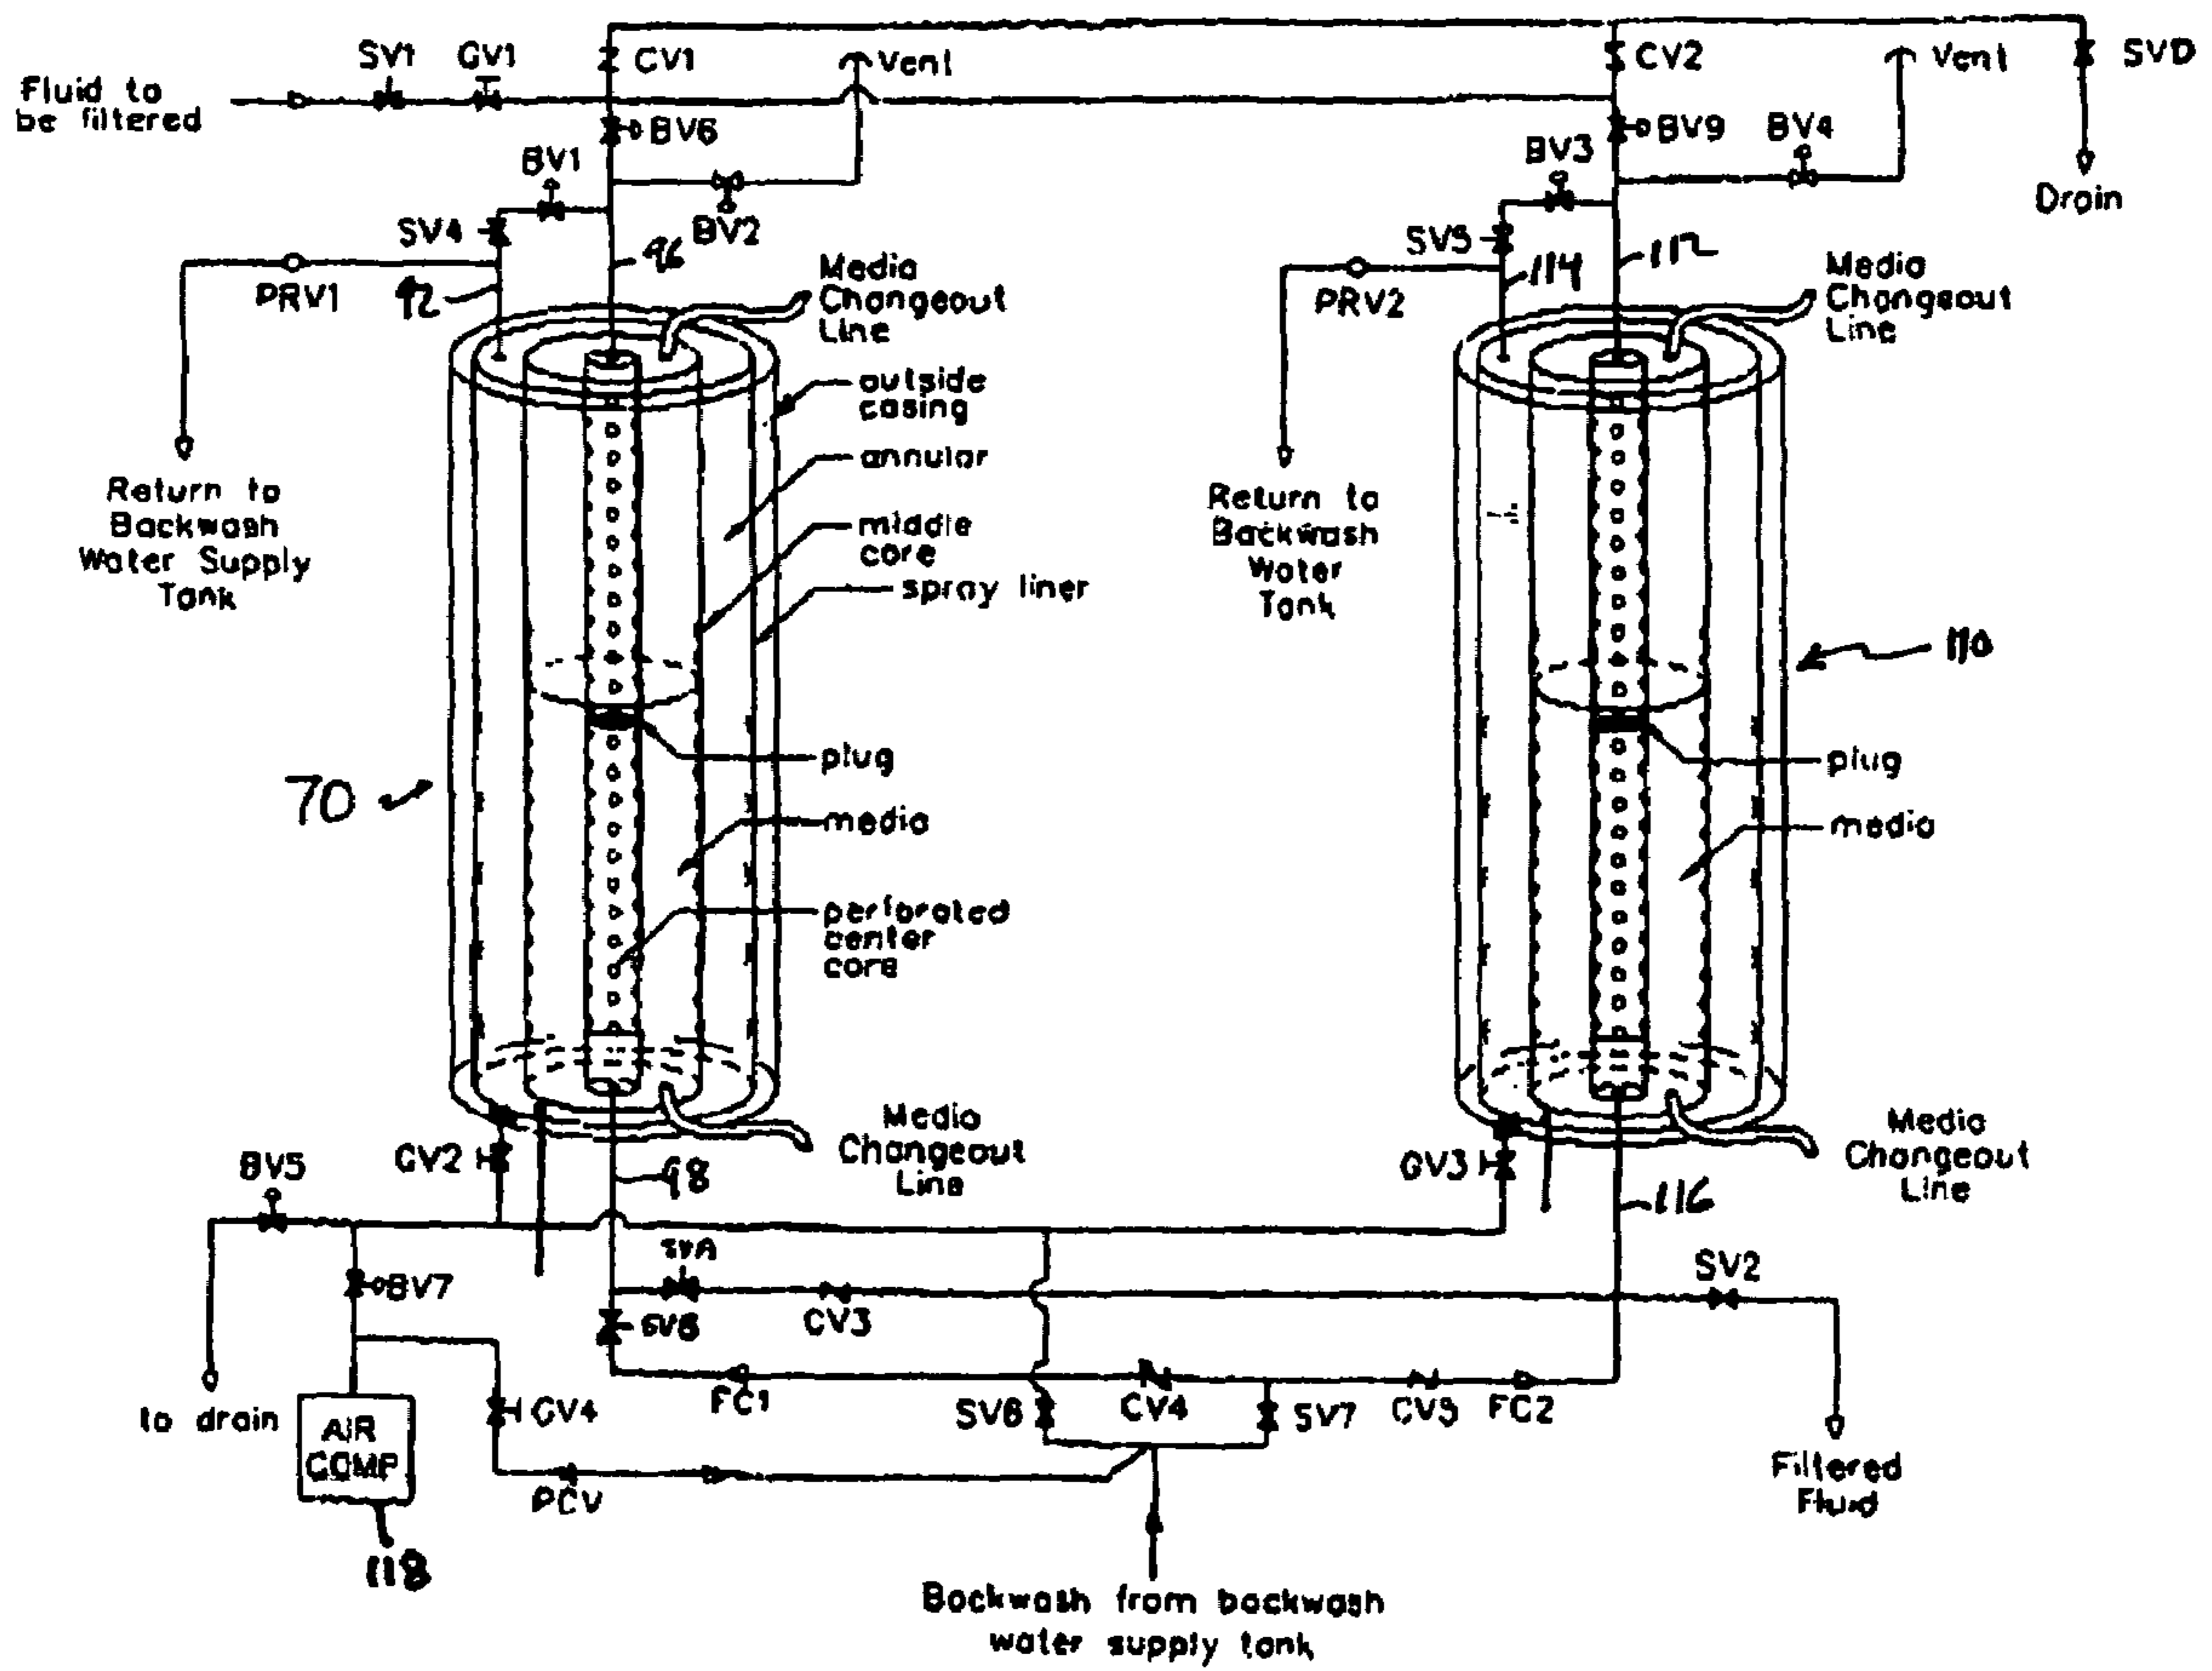 SV1
GV1
CV1
Vent
CV2
Vent
SVD
Fluid to
be filtered
BV6
BV9
BV4
BV1
BV3
Drain
SV4
BV2
SV5
96
112
114
PRV1
92
Media
Changeout
Line
PRV2
Media
Changeout
Line
outside
casing
annular
Return to
Backwash
Water Supply
Tank
middle
core
spray liner
Return to
Backwash
Water
Tank
110
plug
plug
70
media
media
perforated
center
core
Media
Changeout
Line
Media
Changeout
Line
BV5
GV2
98
GV3
116
SVA
SV2
BV7
CV3
to drain
AIR
COMP
GV4
FC1
SV6
CV4
SV7
CV5
FC2
PCV
Filtered
Fluid
118
Backwash from backwash
water supply tank